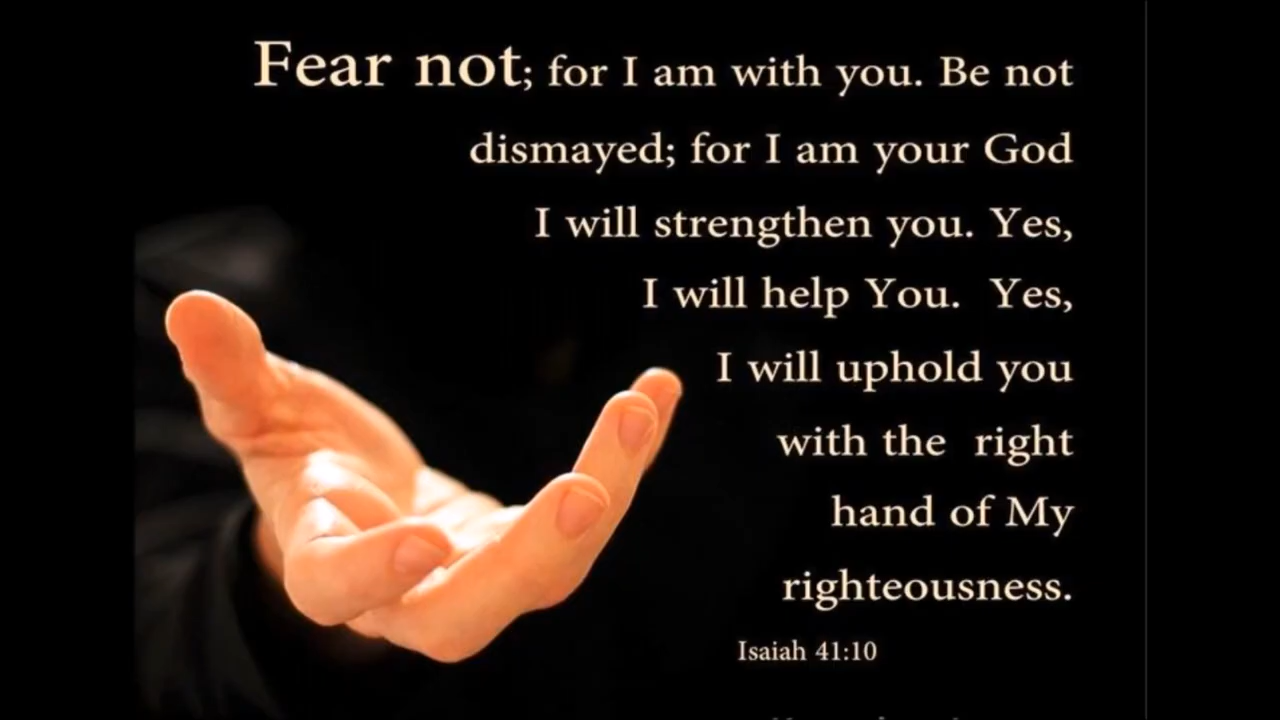 Fear not; for I am with you. Be not
dismayed; for I am your God
I will strengthen you. Yes,
I will help You. Yes,
I will uphold you
with the right
hand of My
righteousness.
Isaiah 41:10